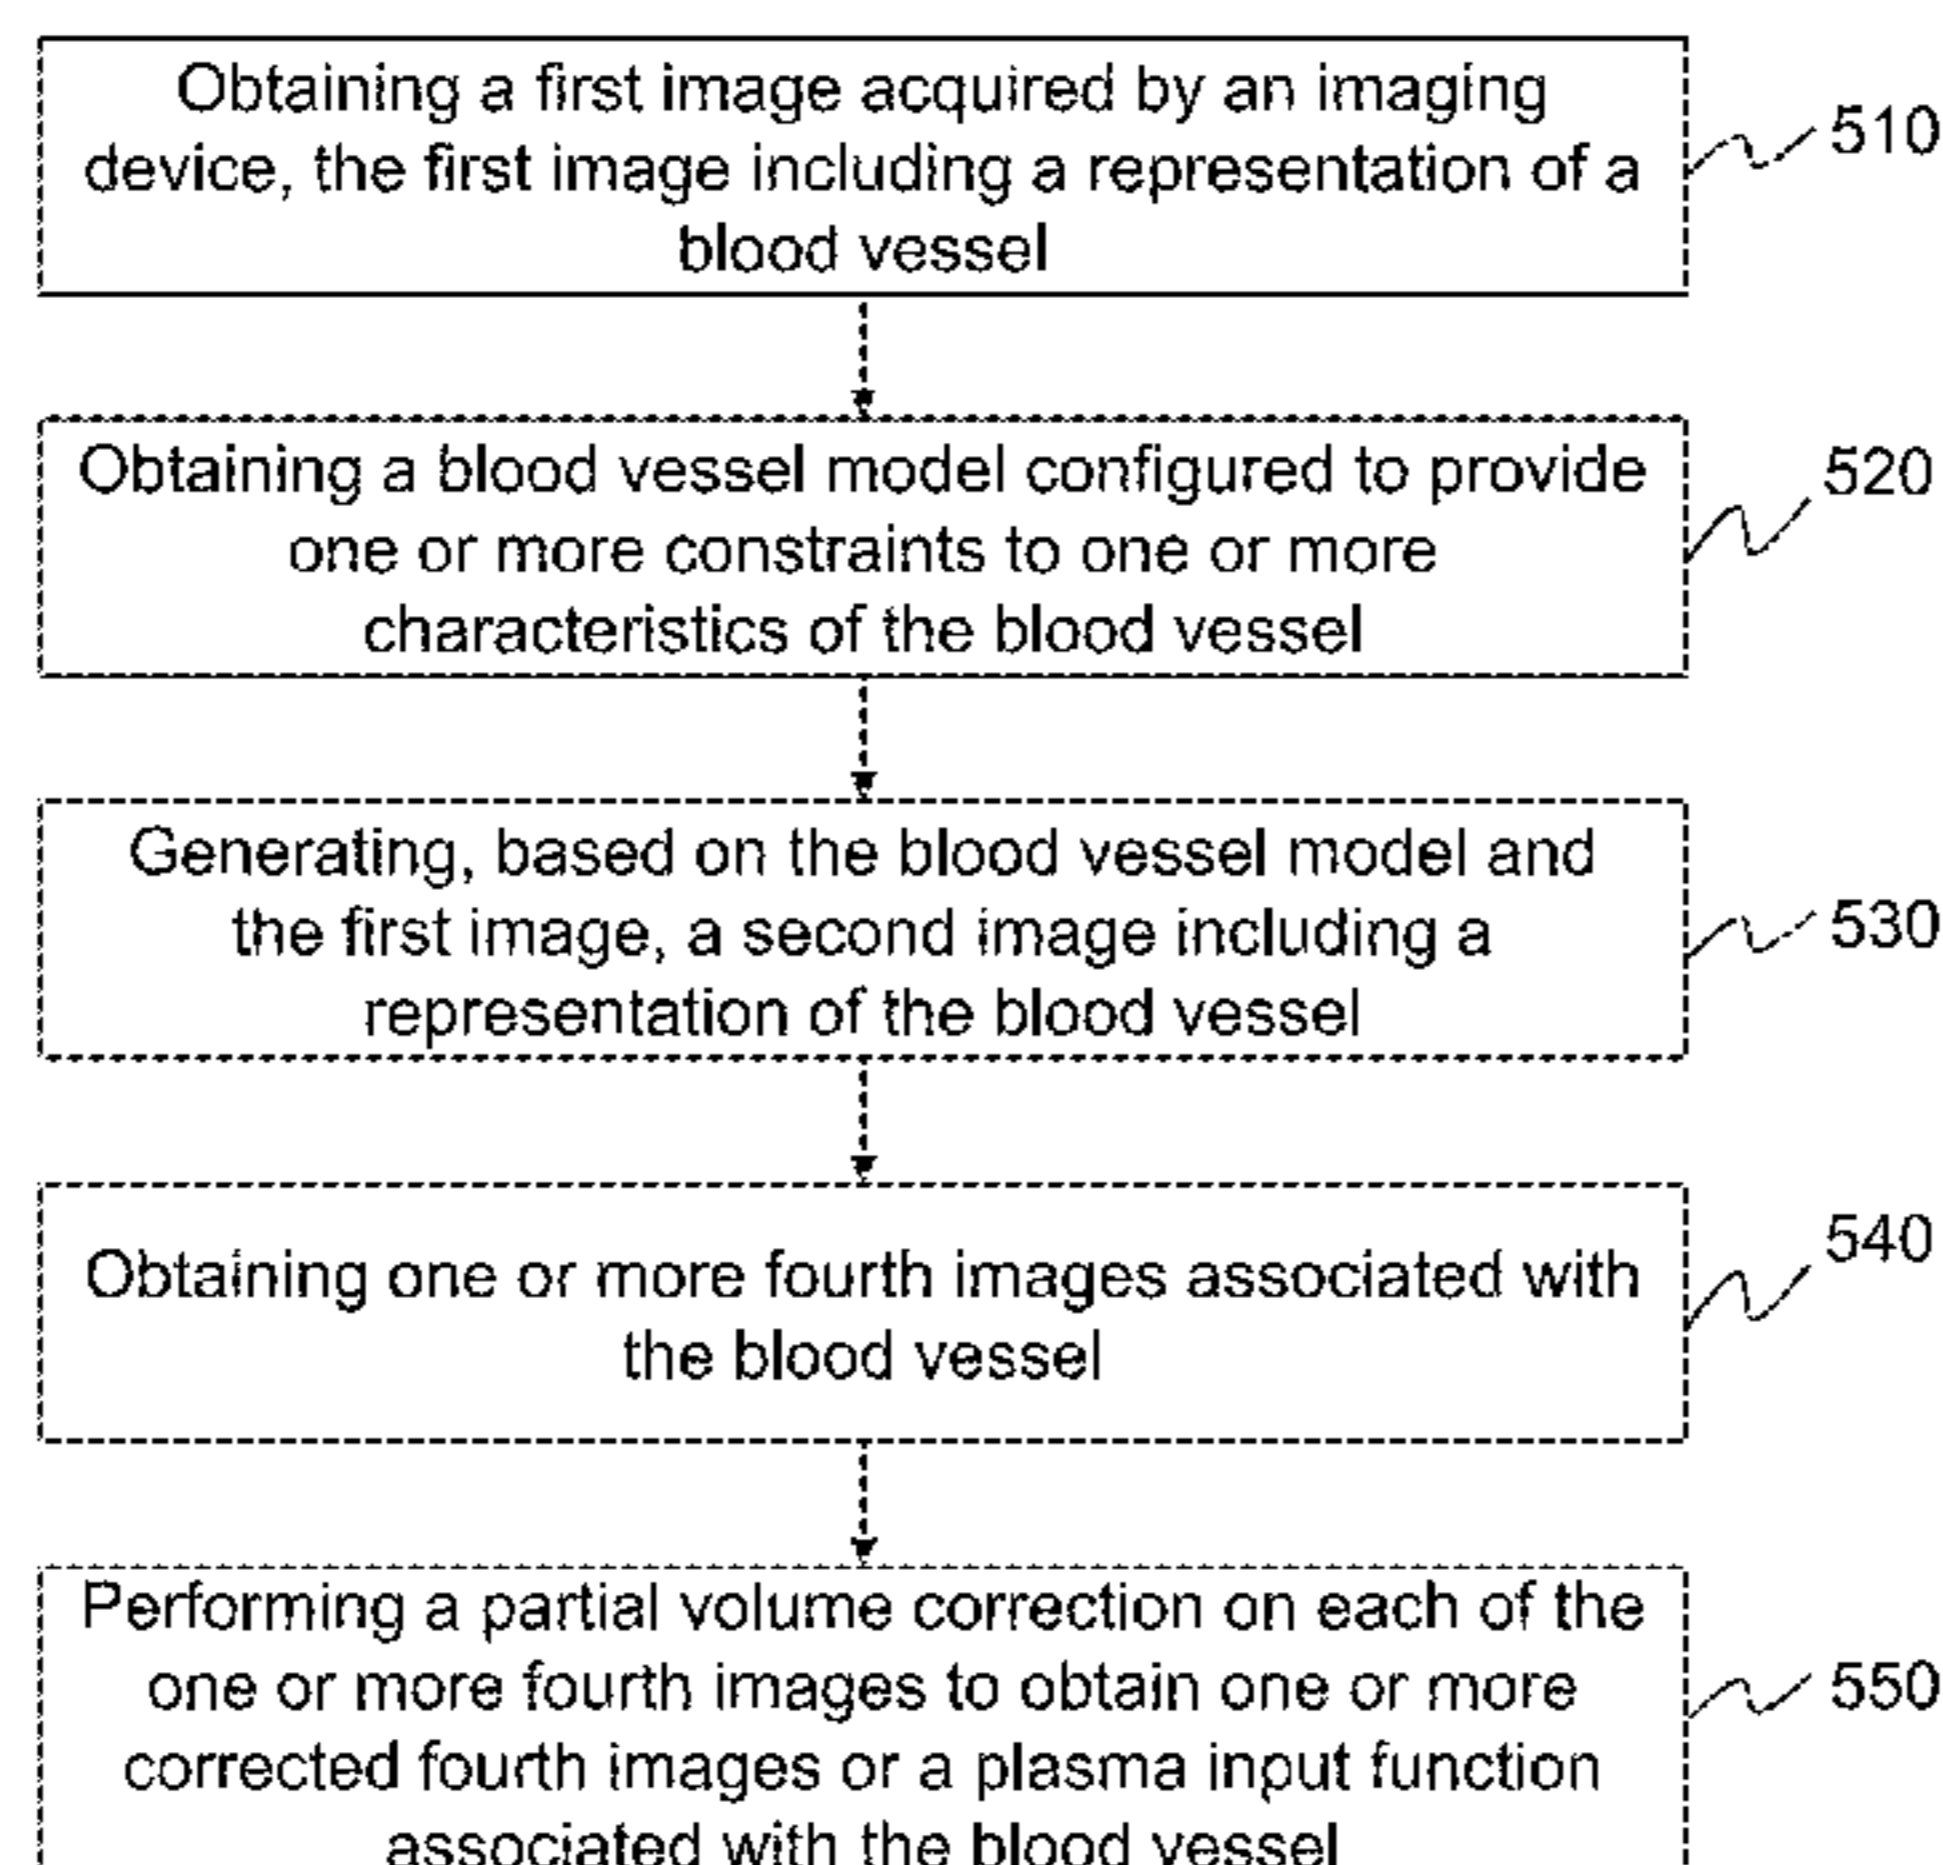 Obtaining a first image acquired by an imaging
device, the first image including a representation of a
blood vessel
510
Obtaining a blood vessel model configured to provide
one or more constraints to one or more
characteristics of the blood vessel
520
Generating, based on the blood vessel model and
the first image, a second image including a
representation of the blood vessel
530
Obtaining one or more fourth images associated with
the blood vessel
540
Performing a partial volume correction on each of the
one or more fourth images to obtain one or more
corrected fourth images or a plasma input function
associated with the blood vessel
550